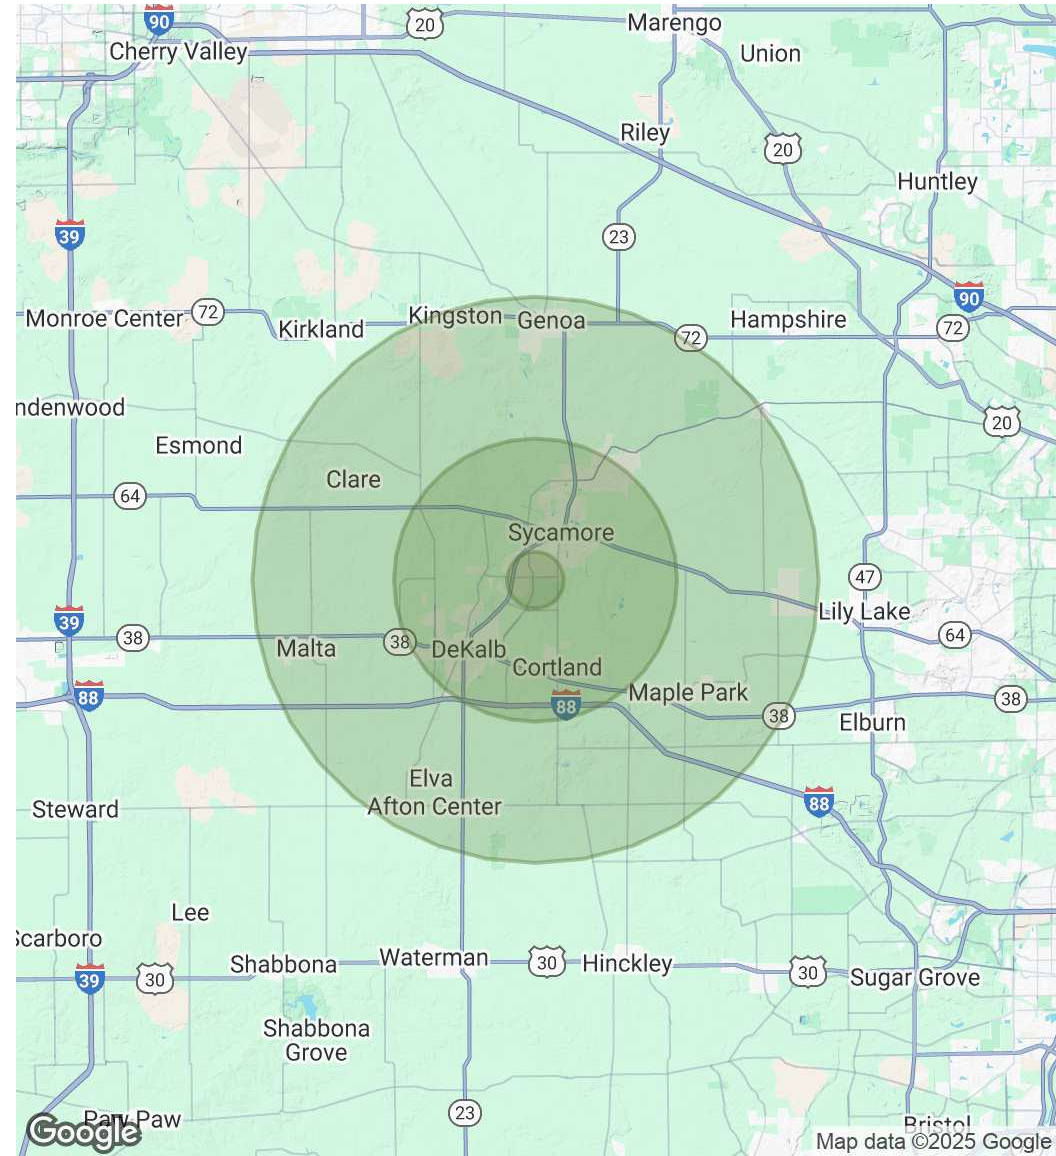 90
20
Marengo
Cherry Valley
Union
Riley
20
Huntley
39
23
90
Monroe Center
72
Kirkland
Kingston
Genoa
72
Hampshire
72
ndenwood
20
Esmond
Clare
64
Sycamore
47
39
38
38
Malta
DeKalb
Cortland
Lily Lake
64
88
88
Maple Park
38
38
Elburn
Elva
Afton Center
88
Steward
Lee
Scarboro
39
30
Shabbona
Waterman
30
Hinckley
30
Sugar Grove
Shabbona
Grove
23
Paw Paw
Bristol
Google
Map data ©2025 Google